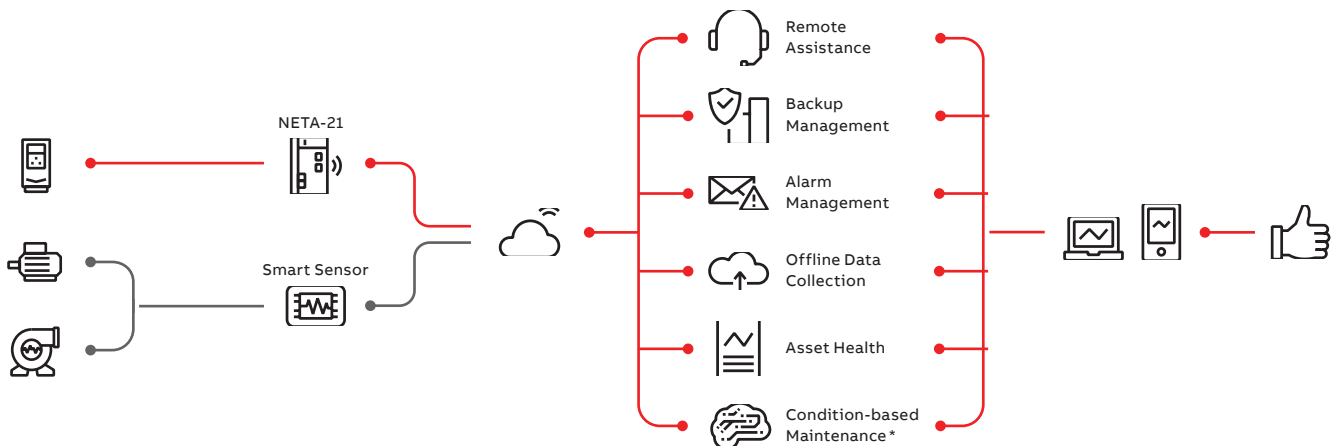 NETA-21
Smart Sensor
Remote
Assistance
Backup
Management
Alarm
Management
Offline Data
Collection
Asset Health
Condition-based
Maintenance*